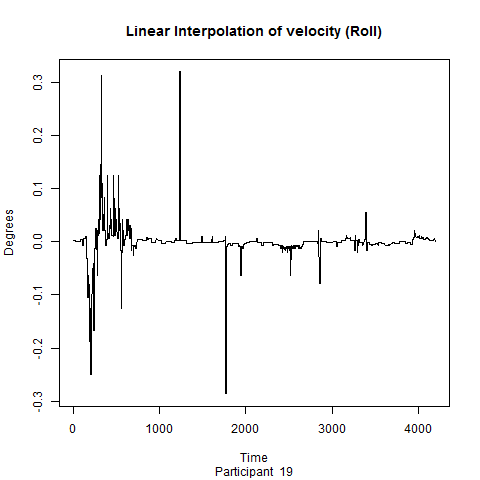 Linear Interpolation of velocity (Roll)
Degrees
0.3
0.2
0.1
0.0
-0.1
-0.2
-0.3
0 1000 2000 3000 4000
Time
Participant 19